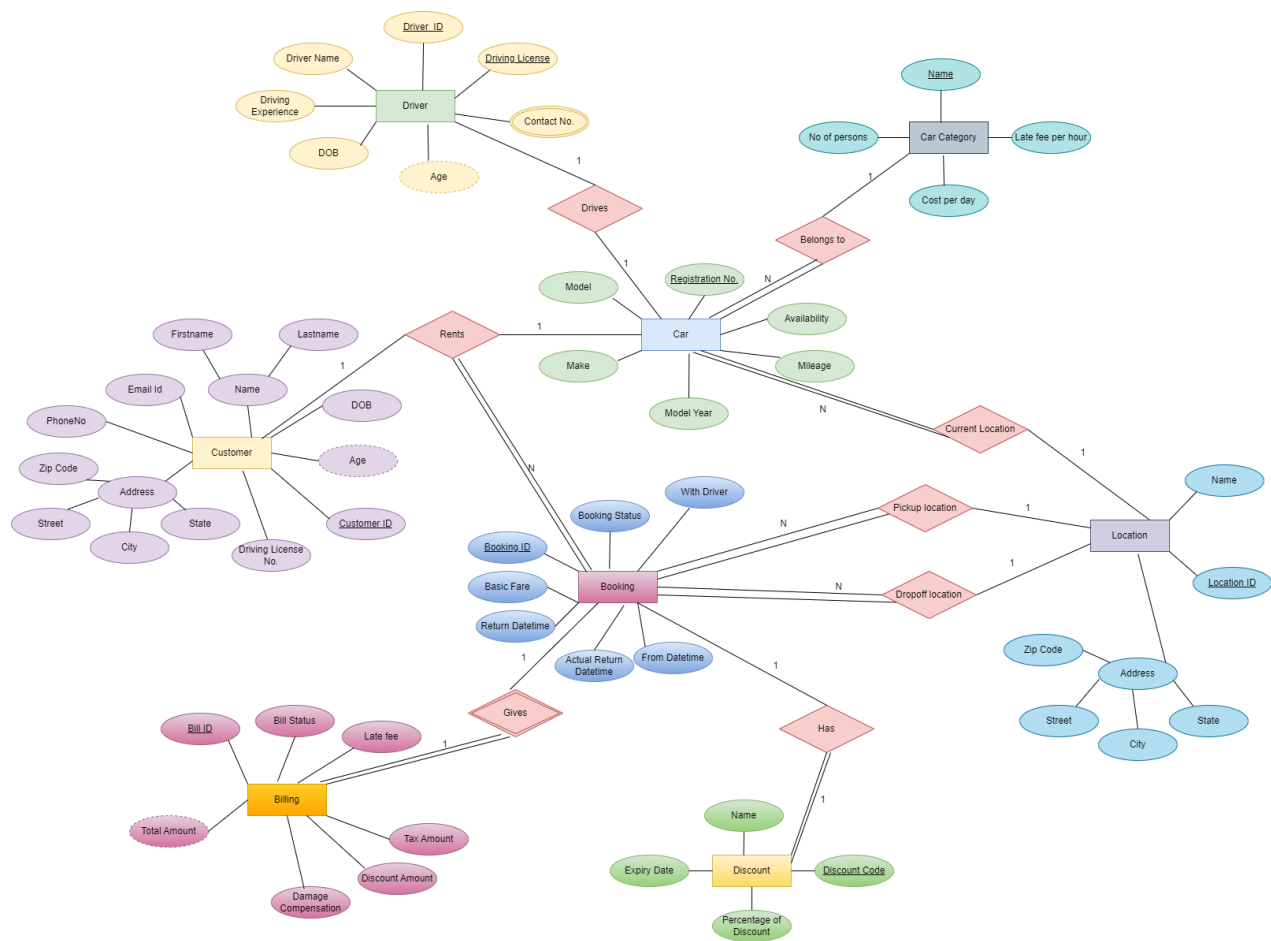 Driver_ID
Driver Name
Driving License
Driving
Experience
Driver
Contact No.
DOB
Age
1
Drives
1
Name
No of persons
Car Category
Late fee per hour
Cost per day
1
Belongs to
N
Model
Registration No.
Availability
Car
Make
Mileage
Model Year
Rents
1
1
N
Firstname
Lastname
Email Id
Name
DOB
PhoneNo
Customer
Age
Zip Code
Address
Street
State
City
Customer ID
Driving License
No.
N
Current Location
1
Name
Location
Location ID
N
Pickup location
1
N
Dropoff location
1
Zip Code
Address
Street
State
City
With Driver
Booking Status
Booking ID
Basic Fare
Booking
Return Datetime
Actual Return
Datetime
From Datetime
1
Gives
1
1
Has
1
Bill ID
Bill Status
Late fee
Billing
Total Amount
Tax Amount
Discount Amount
Damage
Compensation
Name
Expiry Date
Discount
Discount Code
Percentage of
Discount